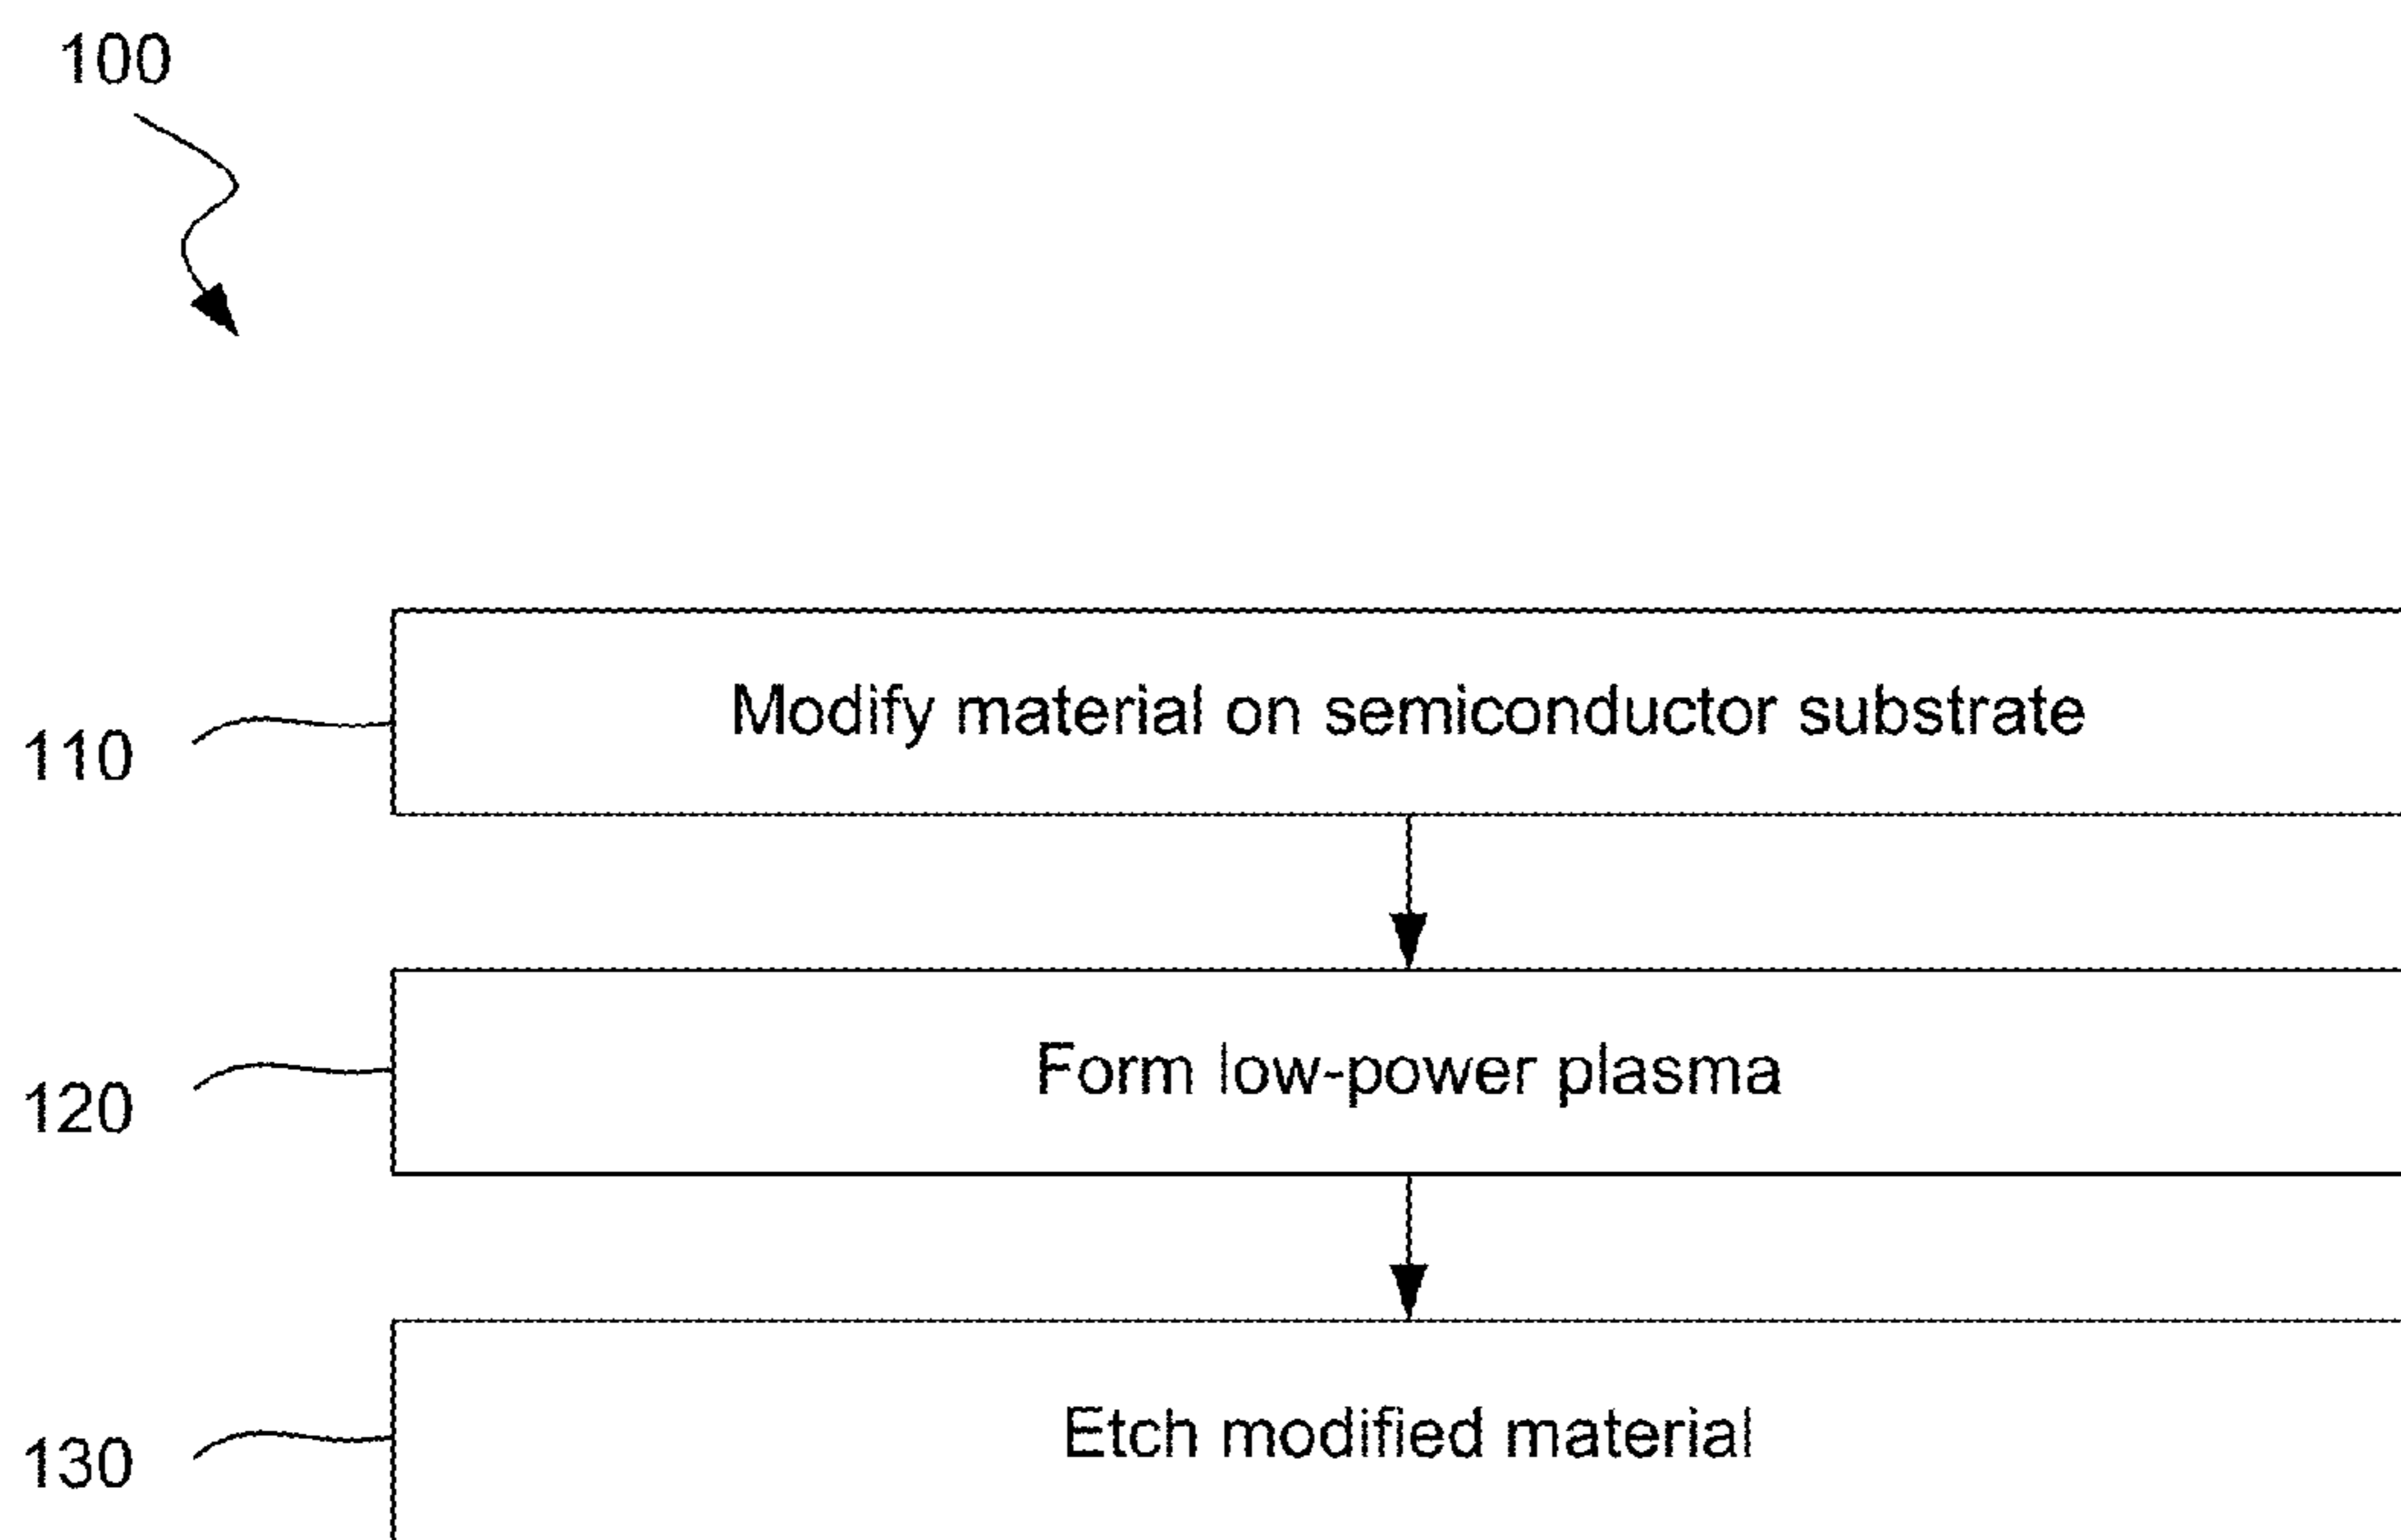 100
110
Modify material on semiconductor substrate
120
Form low-power plasma
130
Etch modified material